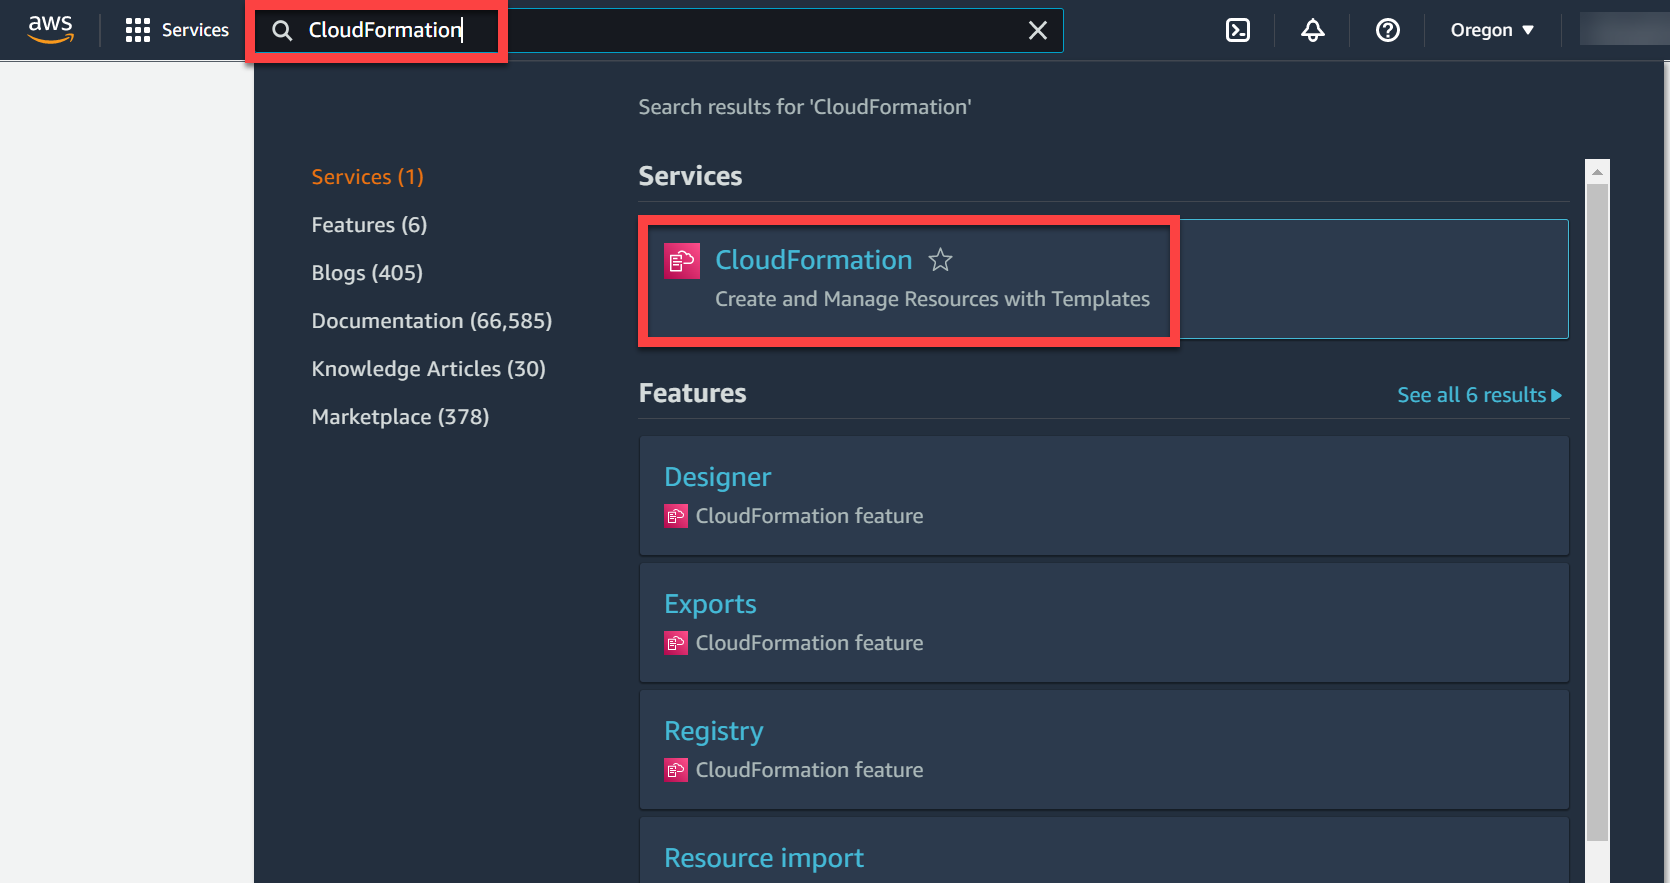 aws
Services
CloudFormation
Oregon
Search results for 'CloudFormation'
Services (1)
Features (6)
Blogs (405)
Documentation (66,585)
Knowledge Articles (30)
Marketplace (378)
Services
CloudFormation
Create and Manage Resources with Templates
Features
See all 6 results
Designer
CloudFormation feature
Exports
CloudFormation feature
Registry
CloudFormation feature
Resource import